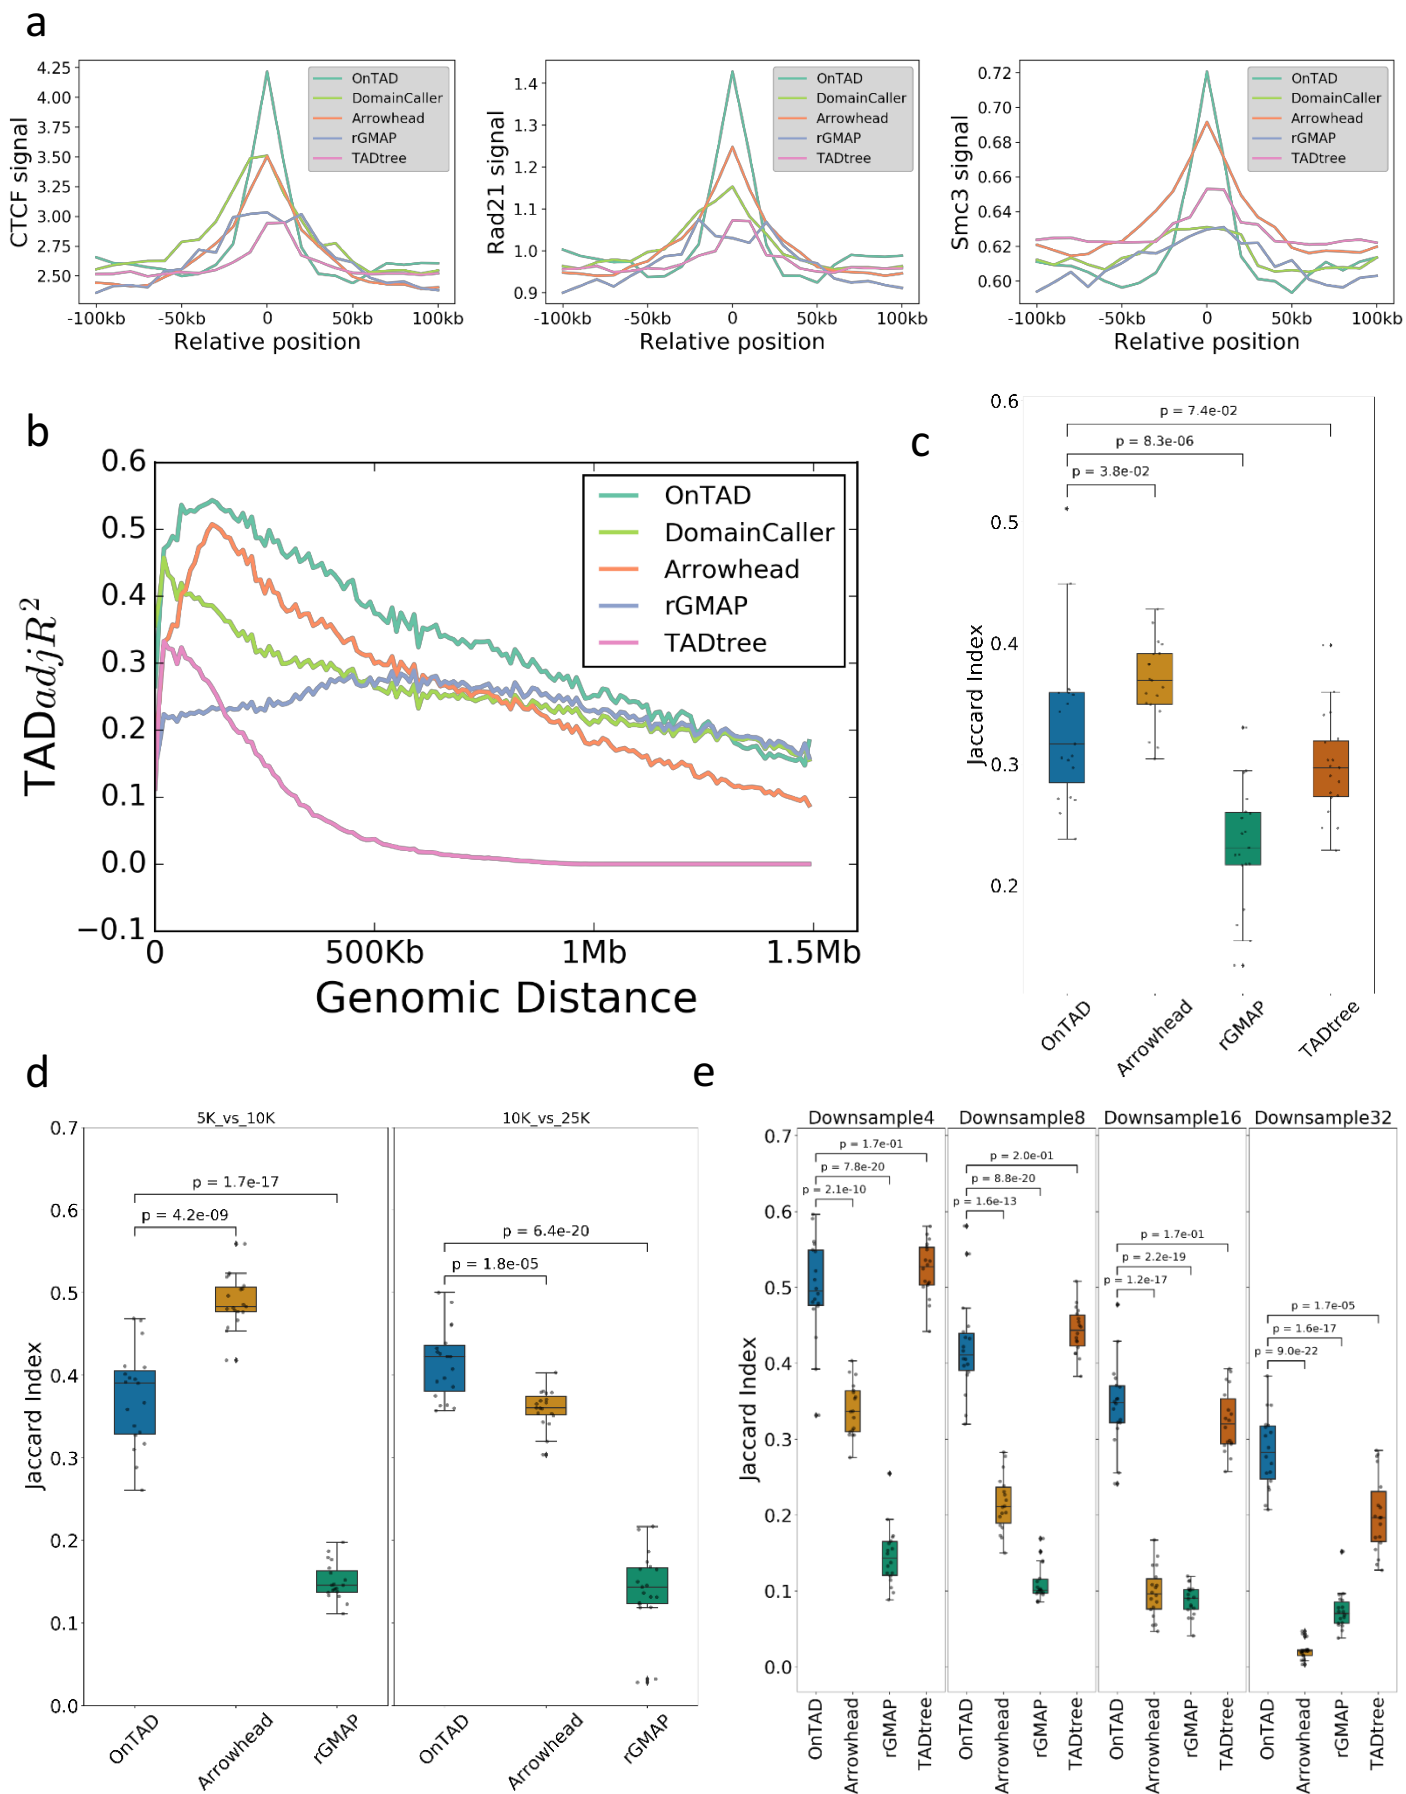 a
CTCF signal
4.25
4.00
3.75
3.50
3.25
3.00
2.75
2.50
OnTAD
DomainCaller
Arrowhead
rGMAP
TADtree
-100kb -50kb 0 50kb 100kb
Relative position
Rad21 signal
1.4
1.3
1.2
1.1
1.0
0.9
OnTAD
DomainCaller
Arrowhead
rGMAP
TADtree
-100kb -50kb 0 50kb 100kb
Relative position
Smc3 signal
0.72
0.70
0.68
0.66
0.64
0.62
0.60
OnTAD
DomainCaller
Arrowhead
rGMAP
TADtree
-100kb -50kb 0 50kb 100kb
Relative position
b
TADadjR²
0.6
0.5
0.4
0.3
0.2
0.1
0.0
−0.1
OnTAD
DomainCaller
Arrowhead
rGMAP
TADtree
0 500Kb 1Mb 1.5Mb
Genomic Distance
c
Jaccard Index
0.6
0.5
0.4
0.3
0.2
p = 7.4e-02
p = 8.3e-06
p = 3.8e-02
OnTAD Arrowhead rGMAP TADtree
d
Jaccard Index
0.7
0.6
0.5
0.4
0.3
0.2
0.1
0.0
5K_vs_10K
p = 1.7e-17
p = 4.2e-09
OnTAD Arrowhead rGMAP
10K_vs_25K
p = 6.4e-20
p = 1.8e-05
OnTAD Arrowhead rGMAP
e
Jaccard Index
0.7
0.6
0.5
0.4
0.3
0.2
0.1
0.0
Downsample4
p = 1.7e-01
p = 7.8e-20
p = 2.1e-10
OnTAD Arrowhead rGMAP TADtree
Downsample8
p = 2.0e-01
p = 8.8e-20
p = 1.6e-13
OnTAD Arrowhead rGMAP TADtree
Downsample16
p = 1.7e-01
p = 2.2e-19
p = 1.2e-17
OnTAD Arrowhead rGMAP TADtree
Downsample32
p = 1.7e-05
p = 1.6e-17
p = 9.0e-22
OnTAD Arrowhead rGMAP TADtree